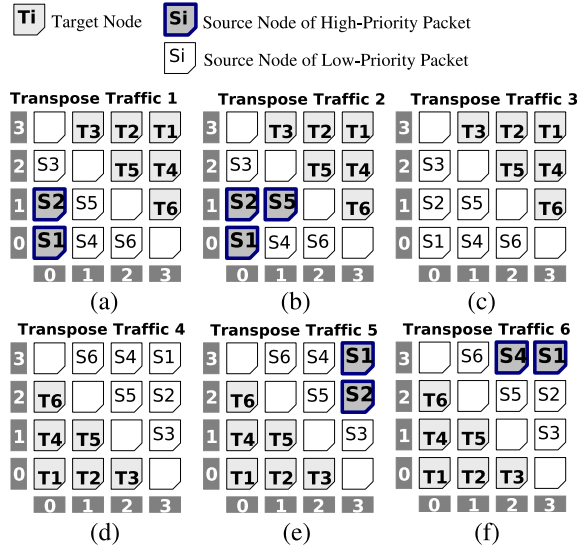 Ti Target Node Si Source Node of High-Priority Packet
Si Source Node of Low-Priority Packet
Transpose Traffic 1 Transpose Traffic 2 Transpose Traffic 3
3 T3 T2 T1 T3 T2 T1 3 T3 T2 T1
2 S3 T5 T4 2 S3 T5 T4 2 S3 T5 T4
1 S2 S5 T6 1 S2 S5 T6 1 S2 S5 T6
0 S1 S4 S6 0 S1 S4 S6 0 S1 S4 S6
0 1 2 3 0 1 2 3 0 1 2 3
(a) (b) (c)
Transpose Traffic 4 Transpose Traffic 5 Transpose Traffic 6
3 S6 S4 S1 3 S6 S4 S1 3 S6 S4 S1
2 T6 S5 S2 2 T6 S5 S2 2 T6 S5 S2
1 T4 T5 S3 1 T4 T5 S3 1 T4 T5 S3
0 T1 T2 T3 0 T1 T2 T3 0 T1 T2 T3
0 1 2 3 0 1 2 3 0 1 2 3
(d) (e) (f)